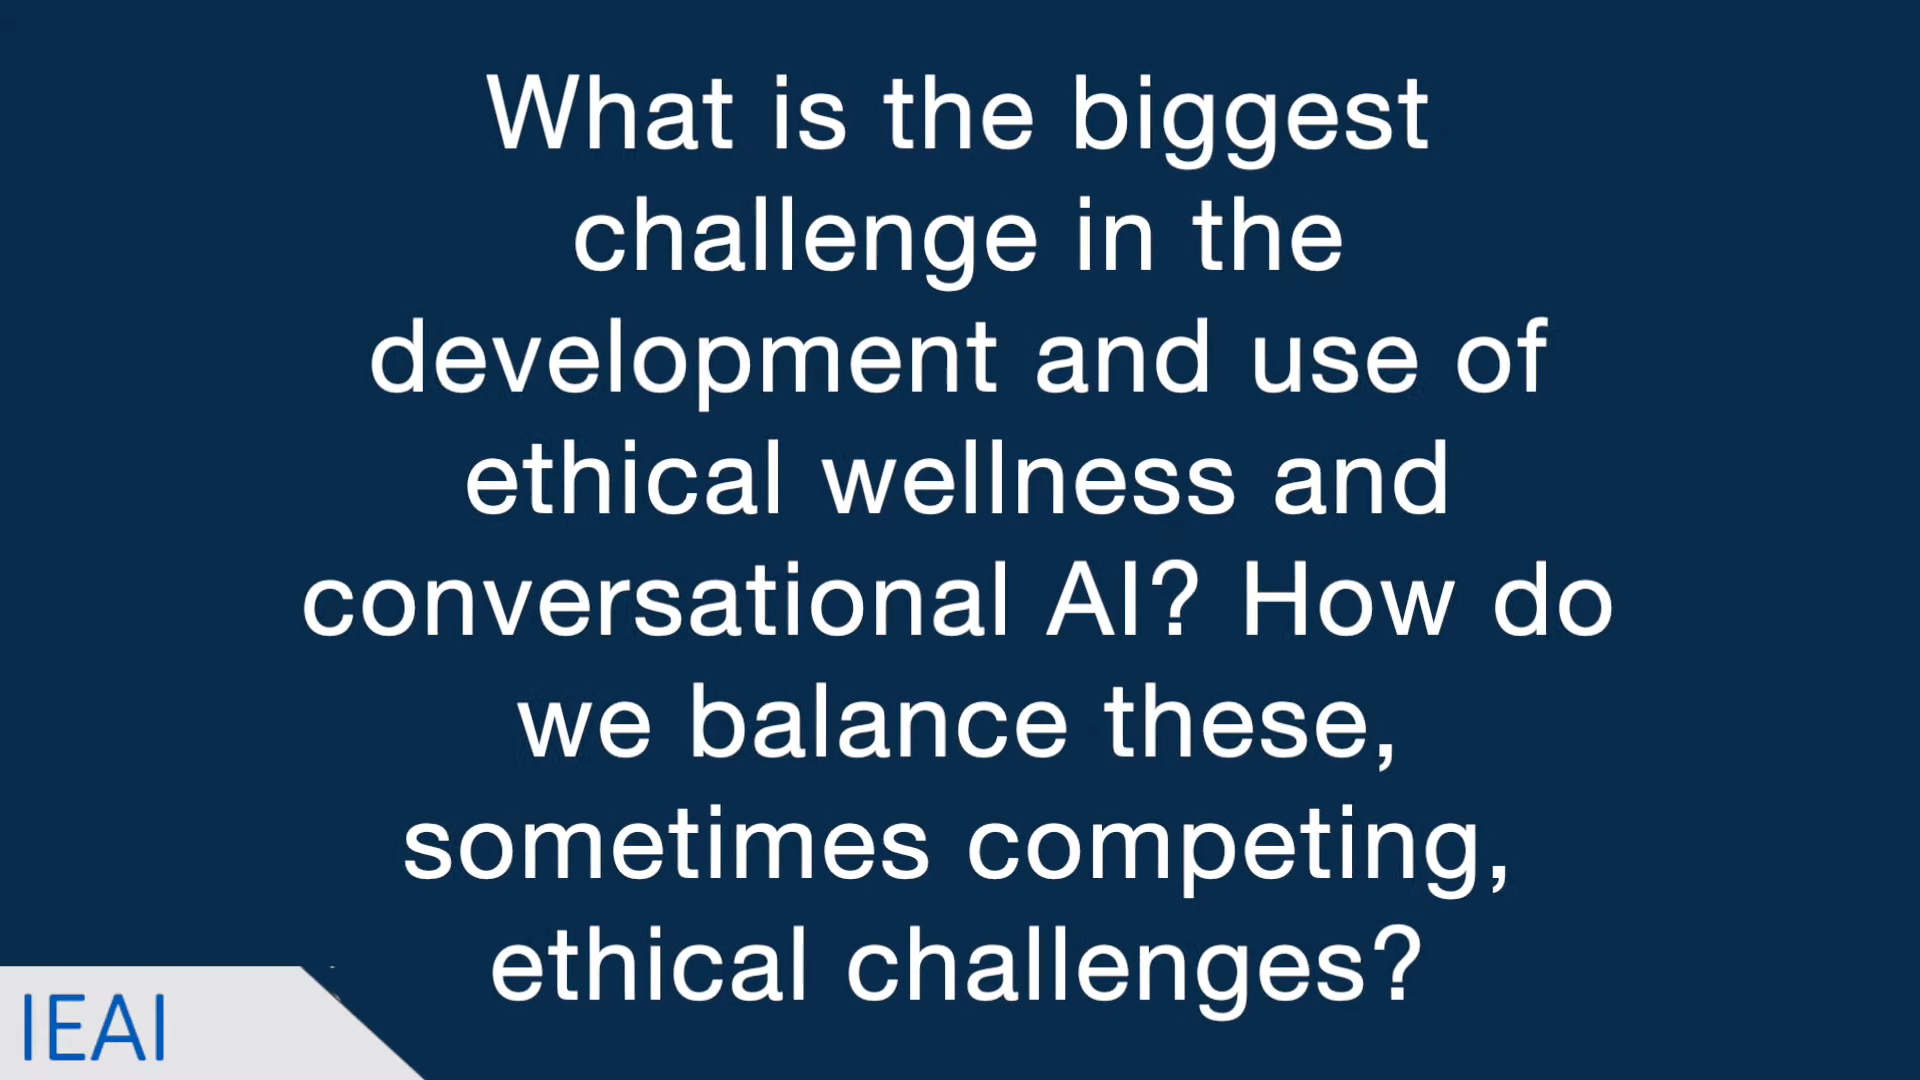 What is the biggest
challenge in the
development and use of
ethical wellness and
conversational AI? How do
we balance these,
sometimes competing,
ethical challenges?
IEAI